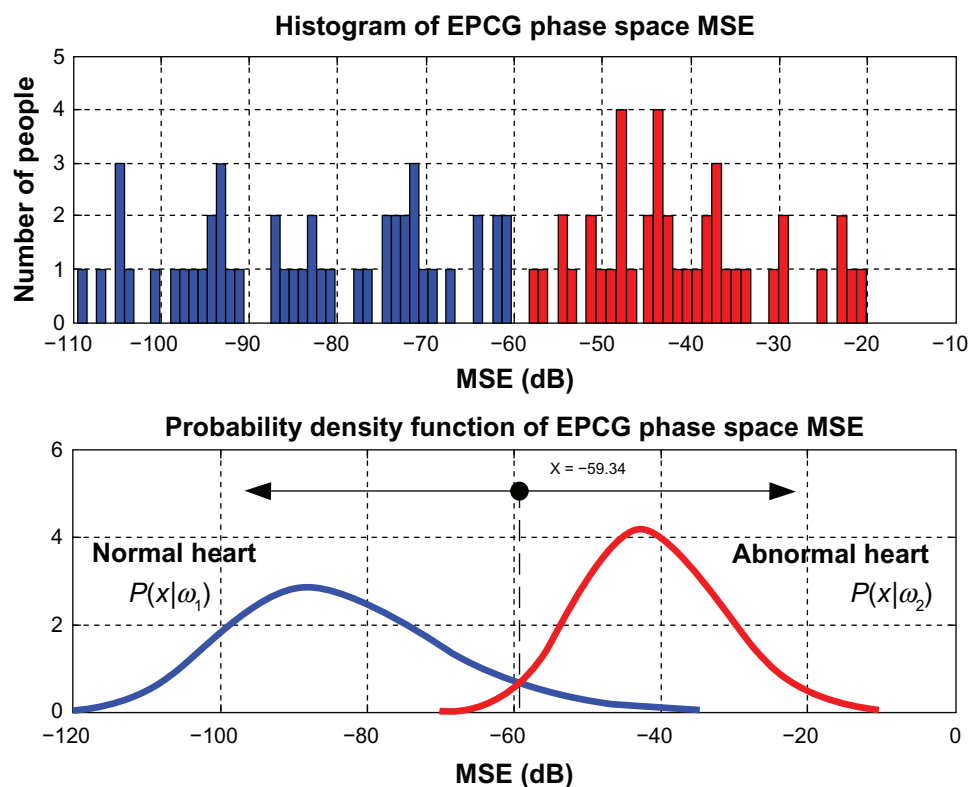 Histogram of EPCG phase space MSE
Number of people
5
4
3
2
1
0
−110 −100 −90 −80 −70 −60 −50 −40 −30 −20 −10
MSE (dB)
Probability density function of EPCG phase space MSE
6
4
2
0
X = −59.34
Normal heart
P(x|ω₁)
Abnormal heart
P(x|ω₂)
−120 −100 −80 −60 −40 −20 0
MSE (dB)